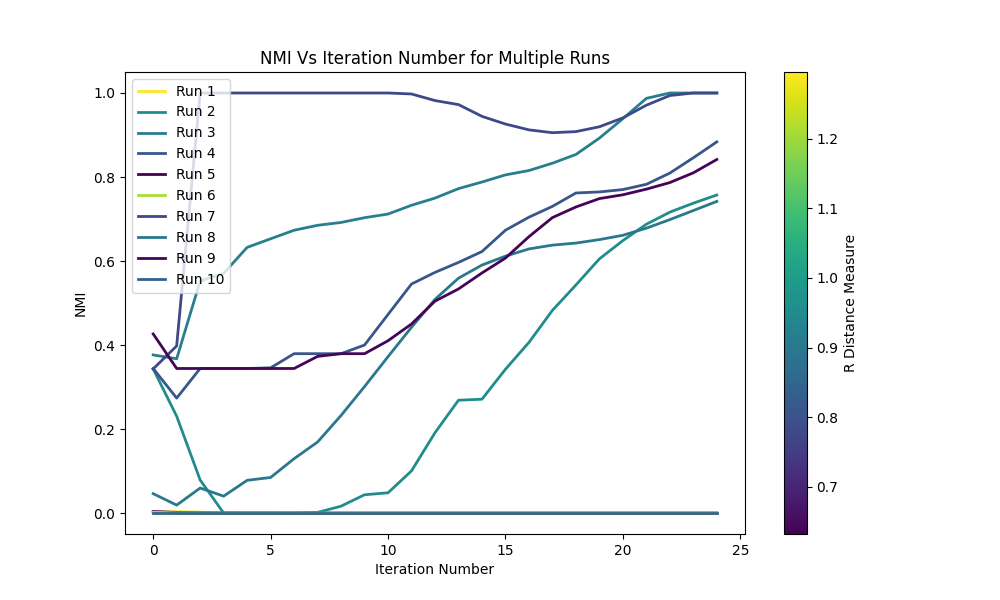 NMI Vs Iteration Number for Multiple Runs
NMI
1.0
0.8
0.6
0.4
0.2
0.0
Run 1
Run 2
Run 3
Run 4
Run 5
Run 6
Run 7
Run 8
Run 9
Run 10
0 5 10 15 20 25
Iteration Number
1.2
1.1
1.0
0.9
0.8
0.7
R Distance Measure